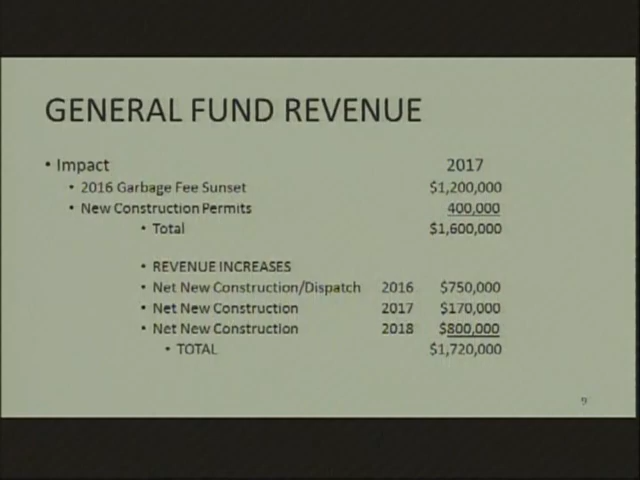 GENERAL FUND REVENUE
• Impact 2017
• 2016 Garbage Fee Sunset $1,200,000
• New Construction Permits 400,000
• Total $1,600,000
• REVENUE INCREASES
• Net New Construction/Dispatch 2016 $750,000
• Net New Construction 2017 $170,000
• Net New Construction 2018 $800,000
• TOTAL $1,720,000
9